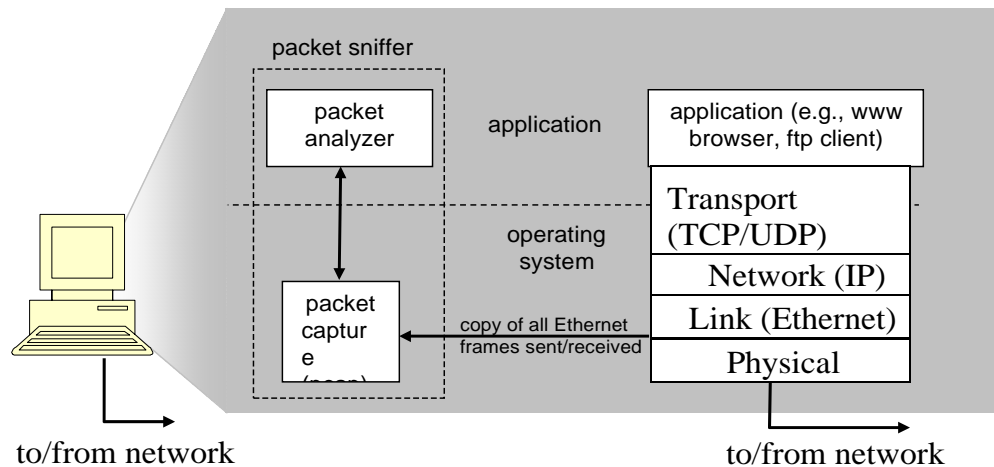 packet sniffer
packet
analyzer
application
application (e.g., www
browser, ftp client)
Transport
(TCP/UDP)
operating
system
Network (IP)
packet
captur
e
Link (Ethernet)
copy of all Ethernet
frames sent/received
Physical
to/from network
to/from network